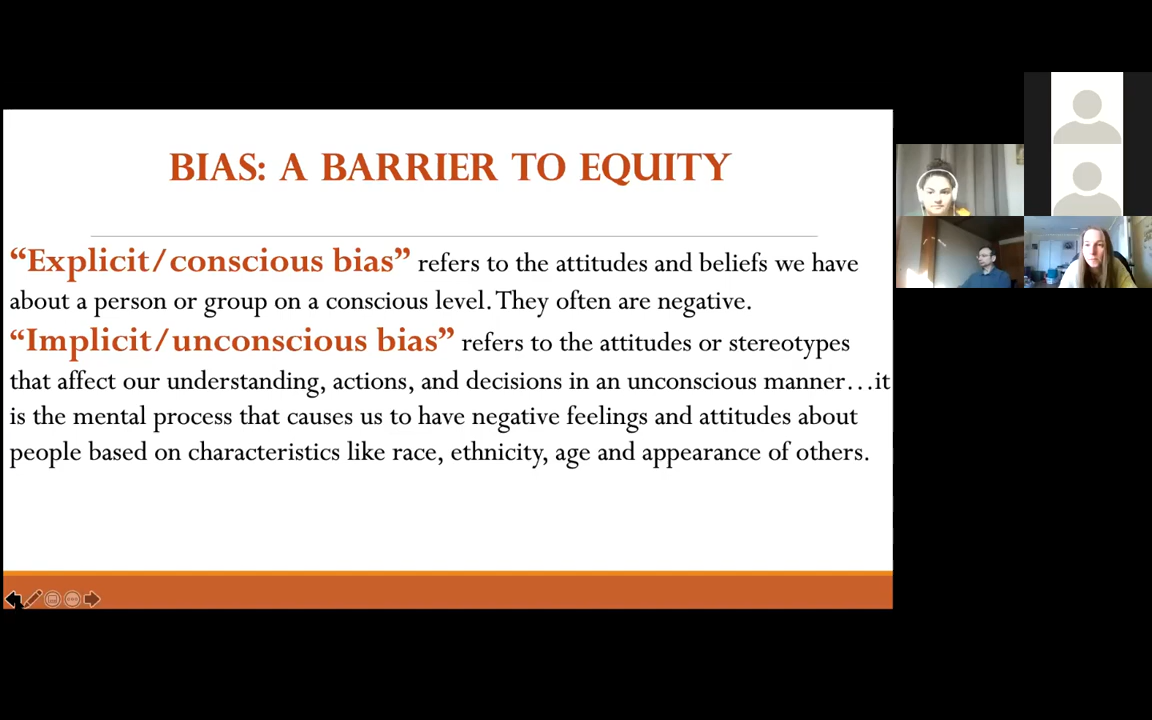 BIAS: A BARRIER TO EQUITY
“Explicit/conscious bias” refers to the attitudes and beliefs we have
about a person or group on a conscious level. They often are negative.
“Implicit/unconscious bias” refers to the attitudes or stereotypes
that affect our understanding, actions, and decisions in an unconscious manner…it
is the mental process that causes us to have negative feelings and attitudes about
people based on characteristics like race, ethnicity, age and appearance of others.